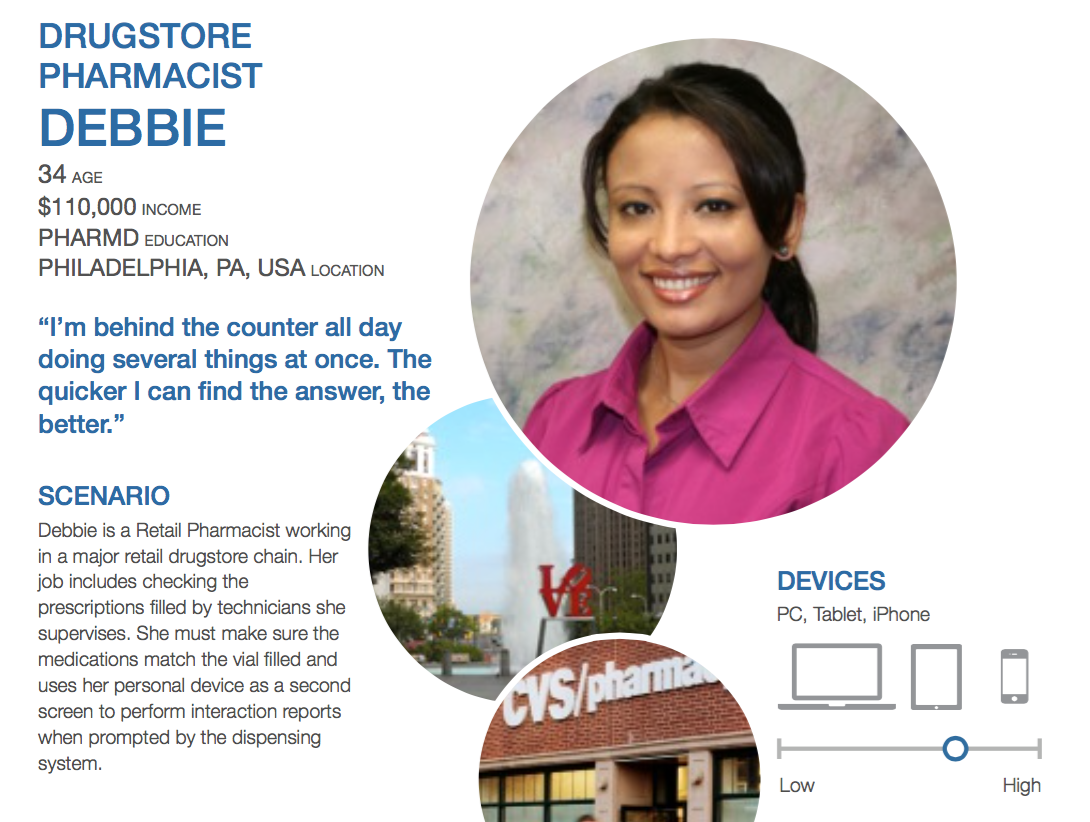 DRUGSTORE
PHARMACIST
DEBBIE
34 AGE
$110,000 INCOME
PHARMD EDUCATION
PHILADELPHIA, PA, USA LOCATION
“I’m behind the counter all day
doing several things at once. The
quicker I can find the answer, the
better.”
SCENARIO
Debbie is a Retail Pharmacist working
in a major retail drugstore chain. Her
job includes checking the
prescriptions filled by technicians she
supervises. She must make sure the
medications match the vial filled and
uses her personal device as a second
screen to perform interaction reports
when prompted by the dispensing
system.
LOVE
CVS/pharmac
DEVICES
PC, Tablet, iPhone
Low High